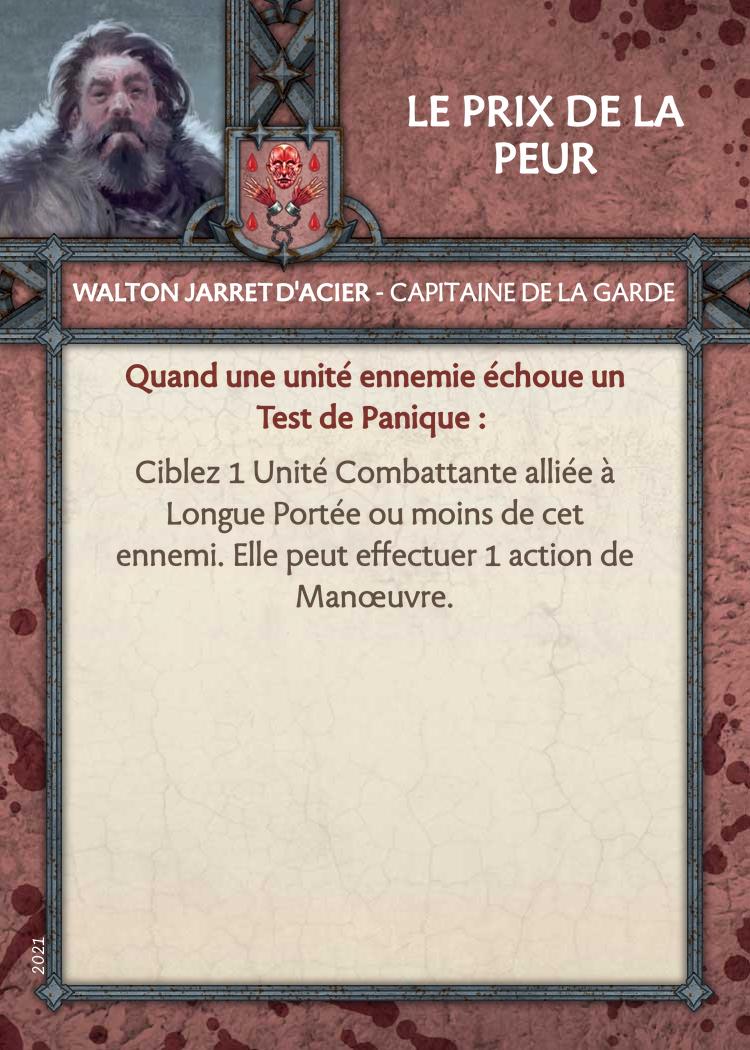 LE PRIX DE LA
PEUR
WALTON JARRET D'ACIER - CAPITAINE DE LA GARDE
Quand une unité ennemie échoue un
Test de Panique :
Ciblez 1 Unité Combattante alliée à
Longue Portée ou moins de cet
ennemi. Elle peut effectuer 1 action de
Manœuvre.
2021